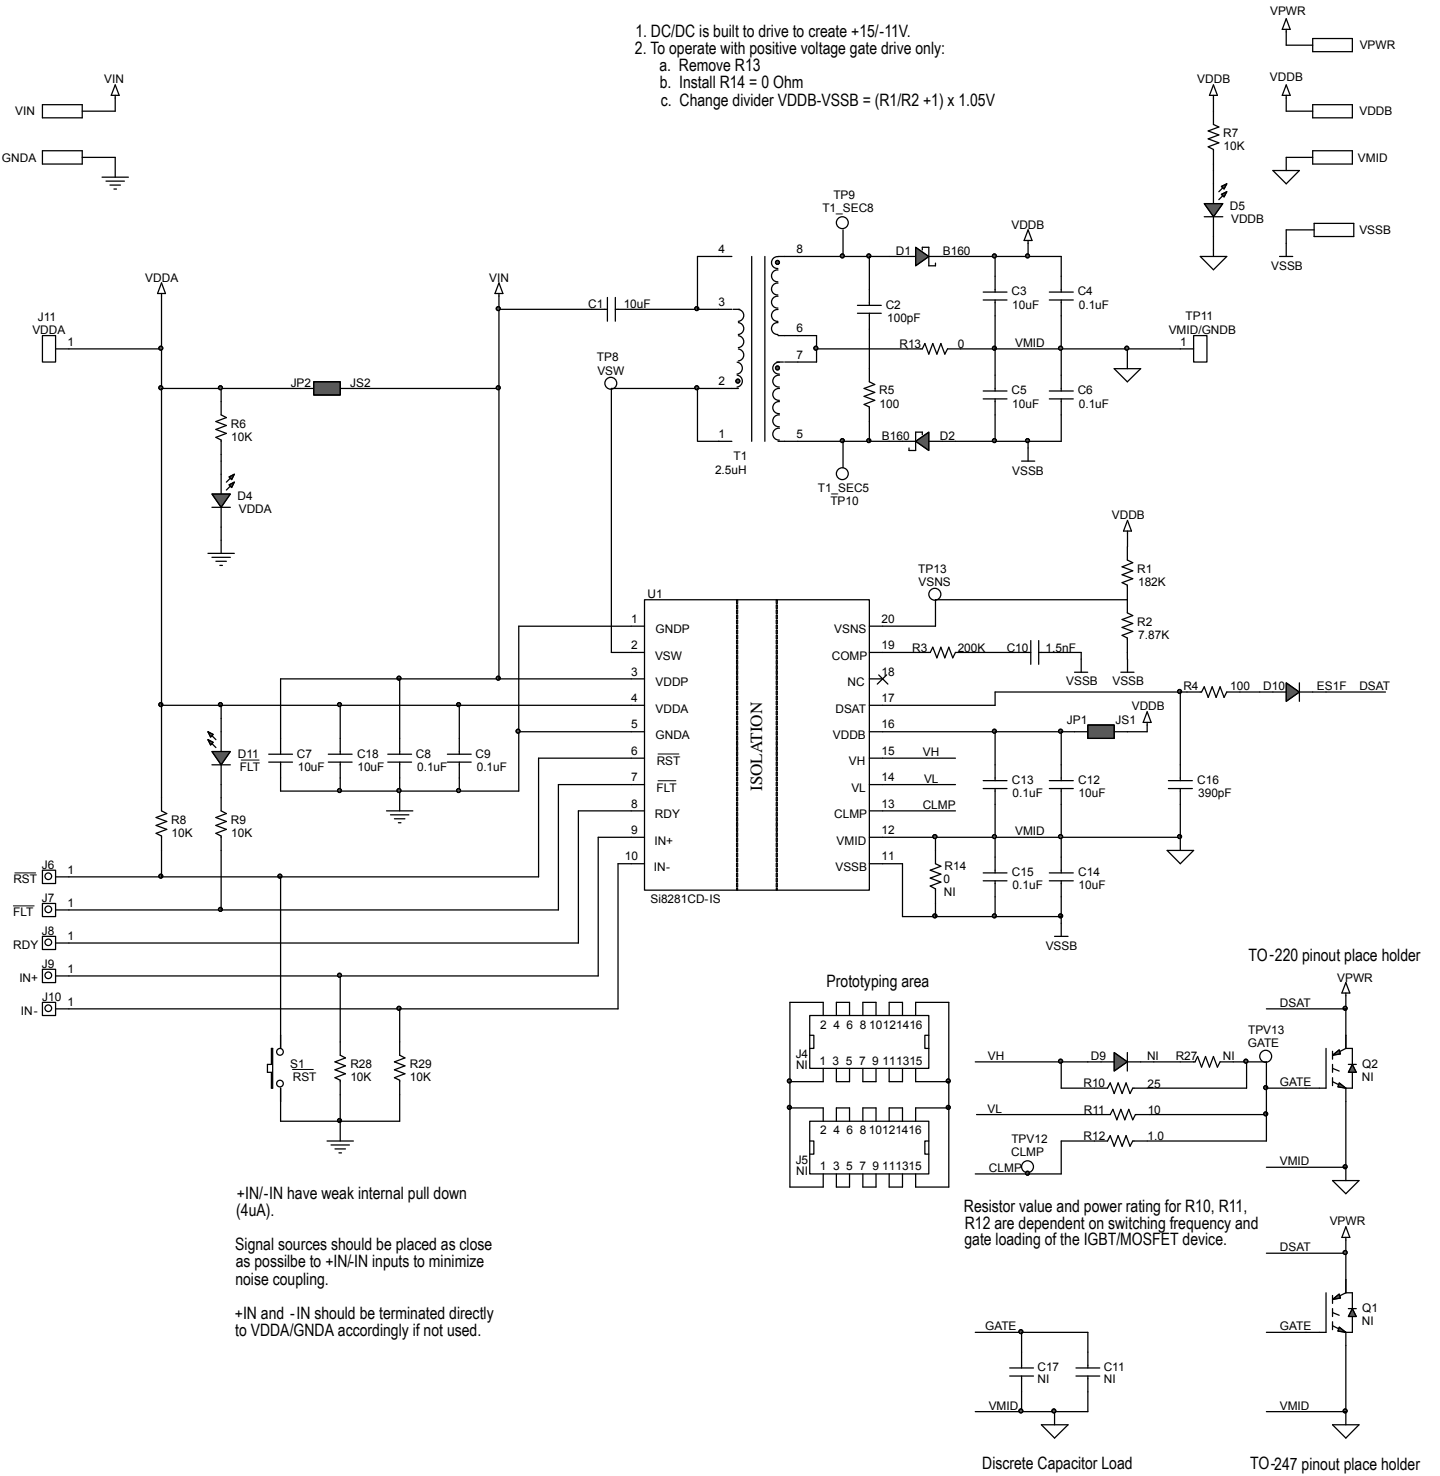 1. DC/DC is built to drive to create +15/-11V.
2. To operate with positive voltage gate drive only:
a. Remove R13
b. Install R14 = 0 Ohm
c. Change divider VDDB-VSSB = (R1/R2 +1) x 1.05V
VIN
VIN
GNDA
VPWR
VPWR
VDDB
VDDB
VMID
VSSB
VSSB
VDDB
R7
10K
D5
VDDB
TP9
T1_SEC8
VDDA
J11
VDDA
1
VIN
C1 10uF
TP8
VSW
4
3
2
1
8
6
7
5
T1
2.5uH
D1 B160
VDDB
C2
100pF
C3
10uF
C4
0.1uF
R13 0 VMID
TP11
VMID/GNDB
1
R5
100
C5
10uF
C6
0.1uF
B160 D2
VSSB
T1_SEC5
TP10
JP2 JS2
R6
10K
D4
VDDA
VDDB
R1
182K
R2
7.87K
VSSB
TP13
VSNS
U1
ISOLATION
Si8281CD-IS
1 GNDP
2 VSW
3 VDDP
4 VDDA
5 GNDA
6 RST
7 FLT
8 RDY
9 IN+
10 IN-
VSNS 20
COMP 19
NC 18
DSAT 17
VDDB 16
VH 15 VH
VL 14 VL
CLMP 13 CLMP
VMID 12 VMID
VSSB 11
R3 200K C10 1.5nF
VSSB
R4 100 D10 ES1F DSAT
JP1 JS1
VDDB
C13
0.1uF
C12
10uF
C16
390pF
R14
0
NI
C15
0.1uF
C14
10uF
VSSB
D11
FLT
C7
10uF
C18
10uF
C8
0.1uF
C9
0.1uF
R8
10K
R9
10K
J6
RST 1
J7
FLT 1
J8
RDY 1
J9
IN+ 1
J10
IN- 1
S1
RST
R28
10K
R29
10K
Prototyping area
2 4 6 8 10 12 14 16
J4
NI
1 3 5 7 9 11 13 15
2 4 6 8 10 12 14 16
J5
NI
1 3 5 7 9 11 13 15
TO-220 pinout place holder
VPWR
DSAT
TPV13
GATE
VH D9 NI R27 NI
R10 25
GATE
Q2
NI
VL R11 10
TPV12
CLMP
R12 1.0
CLMP
VMID
Resistor value and power rating for R10, R11,
R12 are dependent on switching frequency and
gate loading of the IGBT/MOSFET device.
VPWR
DSAT
GATE
Q1
NI
VMID
TO-247 pinout place holder
GATE
C17
NI
C11
NI
VMID
Discrete Capacitor Load
+IN/-IN have weak internal pull down
(4uA).
Signal sources should be placed as close
as possilbe to +IN/-IN inputs to minimize
noise coupling.
+IN and -IN should be terminated directly
to VDDA/GNDA accordingly if not used.